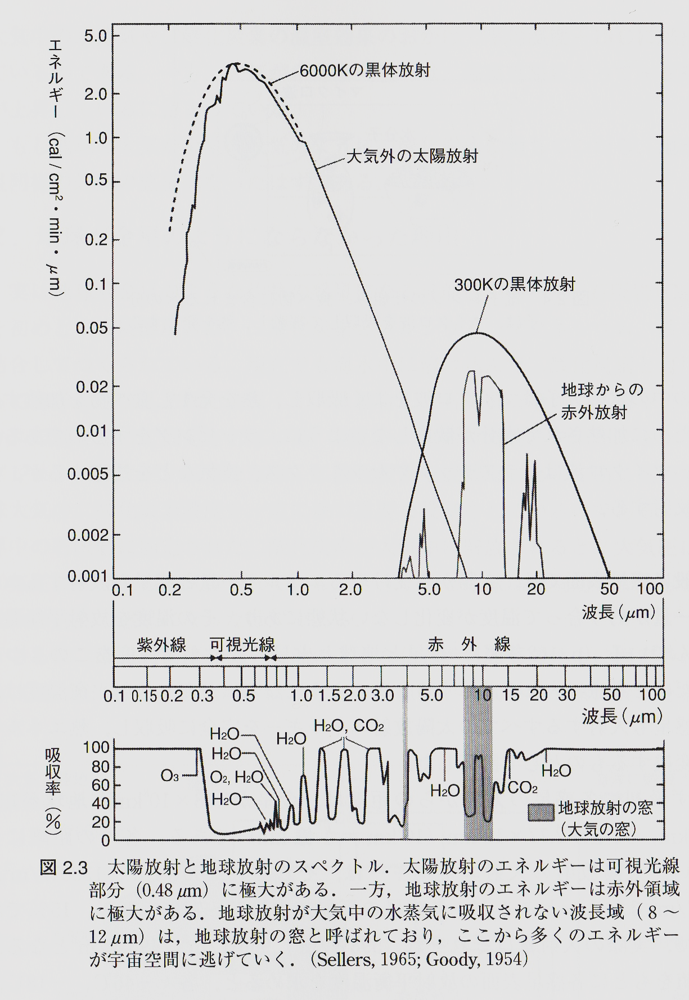 エネルギー（cal/cm²・min・μm）
5.0
2.0
1.0
0.5
0.2
0.1
0.05
0.02
0.01
0.005
0.002
0.001
6000Kの黒体放射
大気外の太陽放射
300Kの黒体放射
地球からの
赤外放射
0.1 0.2 0.5 1.0 2.0 5.0 10 20 50 100
波長（μm）
紫外線 可視光線 赤外線
0.1 0.15 0.2 0.3 0.5 1.0 1.5 2.0 3.0 5.0 10 15 20 30 50 100
波長（μm）
吸収率（%）
100
80
60
40
20
0
O₃
H₂O
H₂O
O₂, H₂O
H₂O
H₂O
H₂O, CO₂
H₂O
CO₂
H₂O
地球放射の窓
（大気の窓）
図 2.3 太陽放射と地球放射のスペクトル．太陽放射のエネルギーは可視光線
部分（0.48 μm）に極大がある．一方，地球放射のエネルギーは赤外領域
に極大がある．地球放射が大気中の水蒸気に吸収されない波長域（8〜
12 μm）は，地球放射の窓と呼ばれており，ここから多くのエネルギー
が宇宙空間に逃げていく．（Sellers, 1965; Goody, 1954）